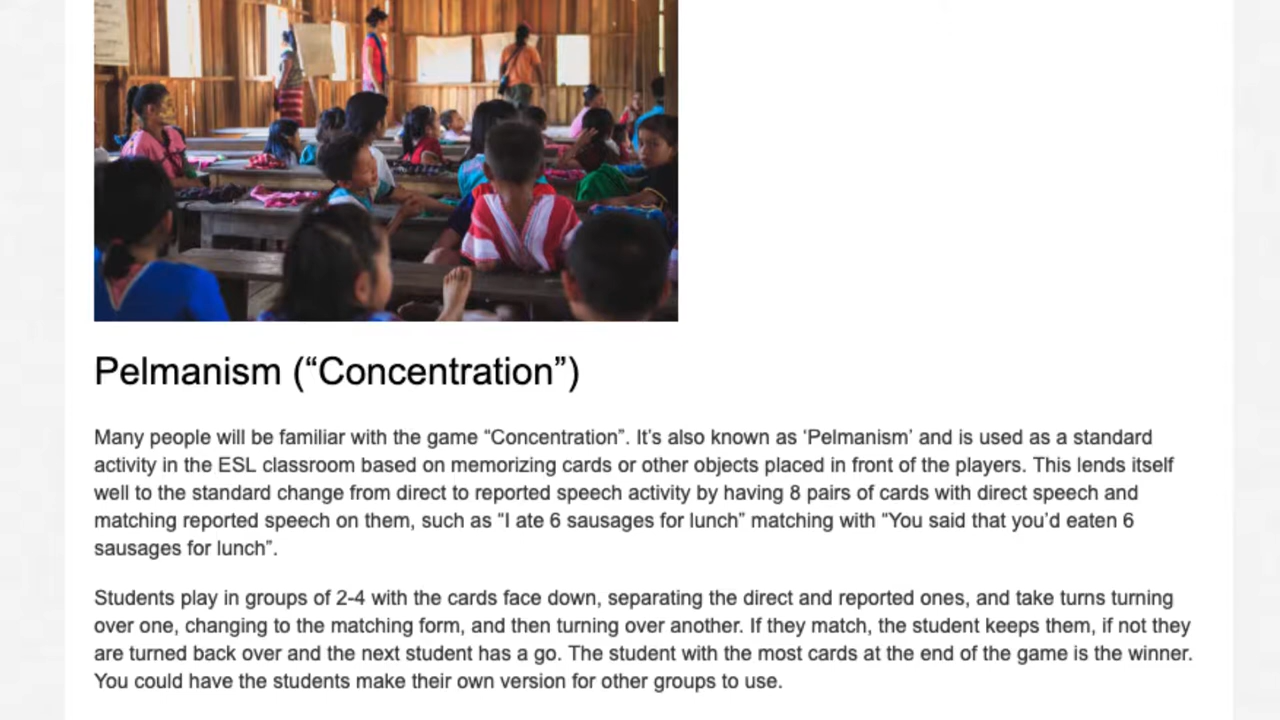 Pelmanism (“Concentration”)
Many people will be familiar with the game “Concentration”. It’s also known as ‘Pelmanism’ and is used as a standard
activity in the ESL classroom based on memorizing cards or other objects placed in front of the players. This lends itself
well to the standard change from direct to reported speech activity by having 8 pairs of cards with direct speech and
matching reported speech on them, such as “I ate 6 sausages for lunch” matching with “You said that you’d eaten 6
sausages for lunch”.
Students play in groups of 2-4 with the cards face down, separating the direct and reported ones, and take turns turning
over one, changing to the matching form, and then turning over another. If they match, the student keeps them, if not they
are turned back over and the next student has a go. The student with the most cards at the end of the game is the winner.
You could have the students make their own version for other groups to use.